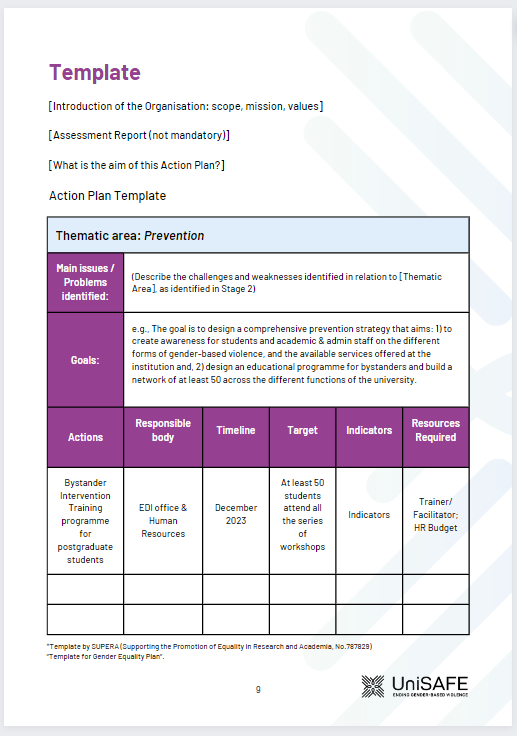 Template
[Introduction of the Organisation: scope, mission, values]
[Assessment Report (not mandatory)]
[What is the aim of this Action Plan?]
Action Plan Template
Thematic area: Prevention
Main issues /
Problems
identified:
(Describe the challenges and weaknesses identified in relation to [Thematic
Area], as identified in Stage 2)
Goals:
e.g., The goal is to design a comprehensive prevention strategy that aims: 1) to
create awareness for students and academic & admin staff on the different
forms of gender-based violence, and the available services offered at the
institution and, 2) design an educational programme for bystanders and build a
network of at least 50 across the different functions of the university.
Actions
Responsible
body
Timeline
Target
Indicators
Resources
Required
Bystander
Intervention
Training
programme
for
postgraduate
students
EDI office &
Human
Resources
December
2023
At least 50
students
attend all
the series
of
workshops
Indicators
Trainer/
Facilitator;
HR Budget
*Template by SUPERA (Supporting the Promotion of Equality in Research and Academia, No.787829)
"Template for Gender Equality Plan".
9
UniSAFE
ENDING GENDER-BASED VIOLENCE